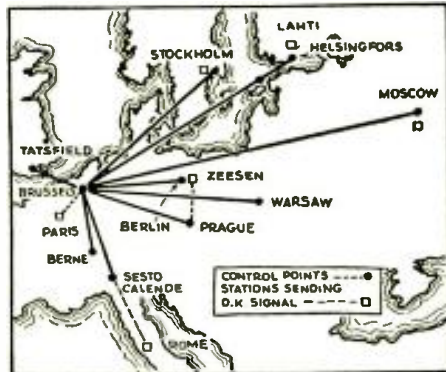 LAHTI
HELSINGFORS
STOCKHOLM
MOSCOW
TATSFIELD
BRUSSELS
ZEESEN
WARSAW
PARIS
BERLIN
PRAGUE
BERNE
SESTO
CALENDE
ROME
CONTROL POINTS
STATIONS SENDING
D.K SIGNAL